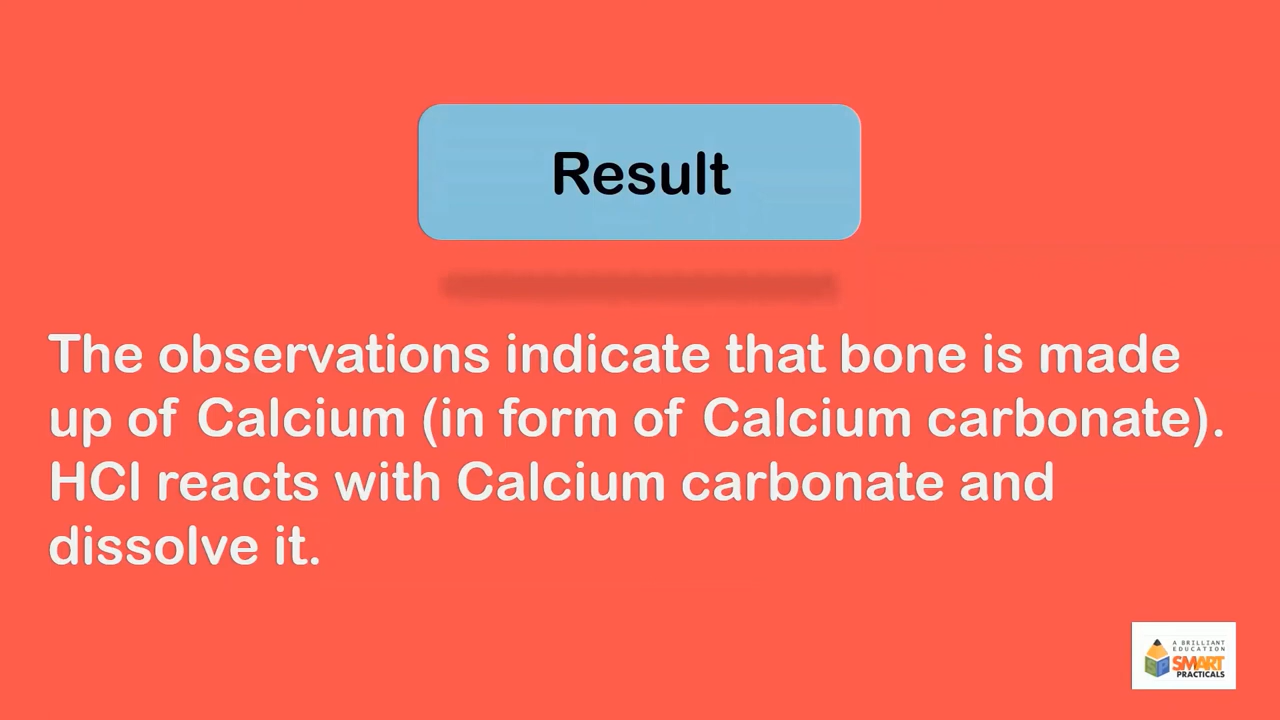 Result
The observations indicate that bone is made
up of Calcium (in form of Calcium carbonate).
HCl reacts with Calcium carbonate and
dissolve it.
A BRILLIANT
EDUCATION
SP
SMART
PRACTICALS